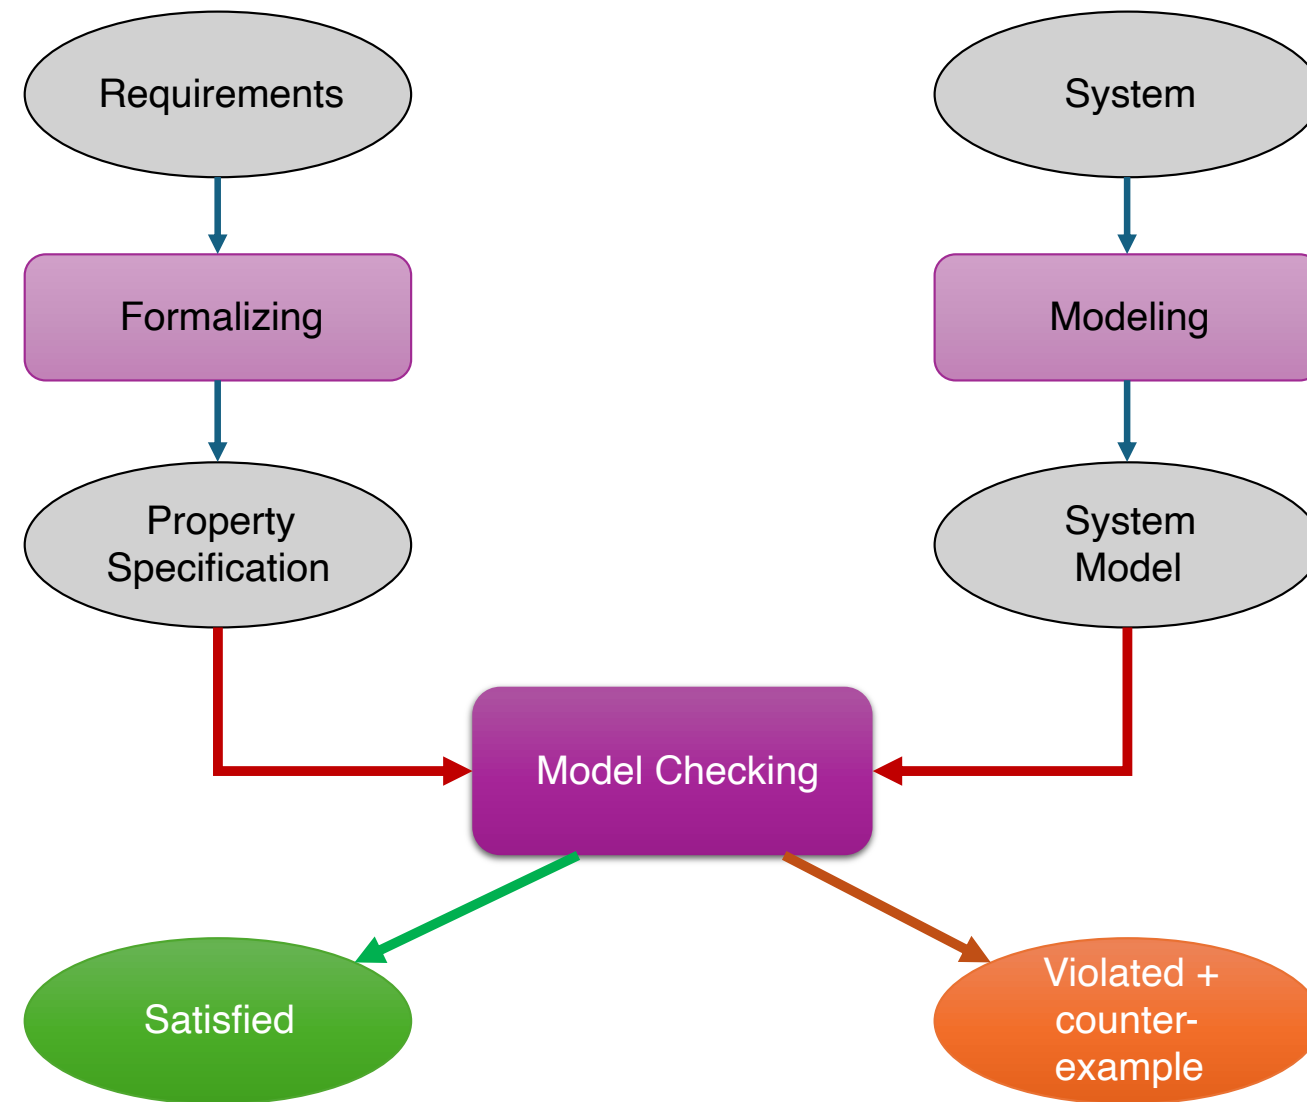 Requirements
System
Formalizing
Modeling
Property
Specification
System
Model
Model Checking
Satisfied
Violated +
counter-
example